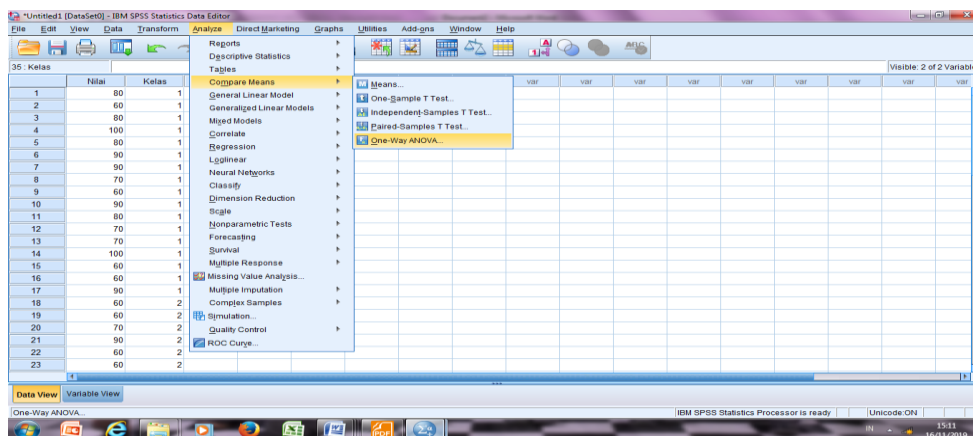 *Untitled1 [DataSet0] - IBM SPSS Statistics Data Editor
File Edit View Data Transform Analyze Direct Marketing Graphs Utilities Add-ons Window Help
35 : Kelas
Visible: 2 of 2 Variable
Nilai Kelas var var var var var var var var
1 80 1
2 60 1
3 80 1
4 100 1
5 80 1
6 90 1
7 90 1
8 70 1
9 60 1
10 90 1
11 80 1
12 70 1
13 70 1
14 100 1
15 60 1
16 60 1
17 90 1
18 60 2
19 60 2
20 70 2
21 90 2
22 60 2
23 60 2
Reports
Descriptive Statistics
Tables
Compare Means
General Linear Model
Generalized Linear Models
Mixed Models
Correlate
Regression
Loglinear
Neural Networks
Classify
Dimension Reduction
Scale
Nonparametric Tests
Forecasting
Survival
Multiple Response
Missing Value Analysis...
Multiple Imputation
Complex Samples
Simulation...
Quality Control
ROC Curve...
Means...
One-Sample T Test...
Independent-Samples T Test...
Paired-Samples T Test...
One-Way ANOVA...
Data View Variable View
One-Way ANOVA...
IBM SPSS Statistics Processor is ready
Unicode:ON
IN
15:11
16/11/2019